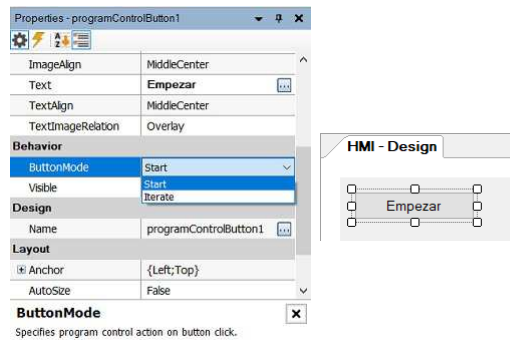 Properties - programControlButton1
ImageAlign MiddleCenter
Text Empezar ...
TextAlign MiddleCenter
TextImageRelation Overlay
Behavior
ButtonMode Start
Visible Start
Iterate
Design
Name programControlButton1 ...
Layout
Anchor {Left;Top}
AutoSize False
ButtonMode
Specifies program control action on button click.
HMI - Design
Empezar